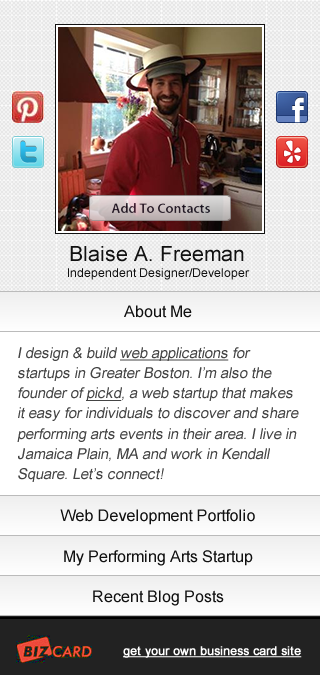 Add To Contacts
Blaise A. Freeman
Independent Designer/Developer
About Me
I design & build web applications for
startups in Greater Boston. I'm also the
founder of pickd, a web startup that makes
it easy for individuals to discover and share
performing arts events in their area. I live in
Jamaica Plain, MA and work in Kendall
Square. Let's connect!
Web Development Portfolio
My Performing Arts Startup
Recent Blog Posts
BIZCARD
get your own business card site